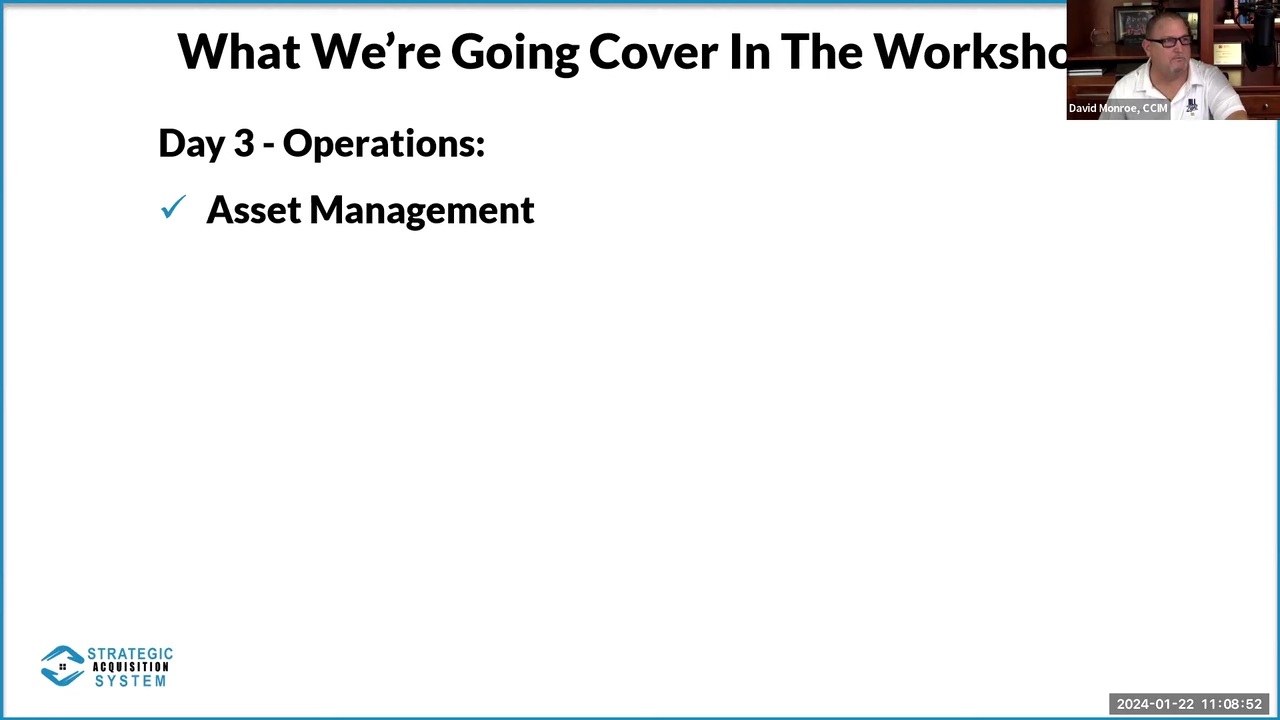 What We're Going Cover In The Worksho
David Monroe, CCIM
Day 3 - Operations:
✓ Asset Management
STRATEGIC
ACQUISITION
SYSTEM
2024-01-22 11:08:52